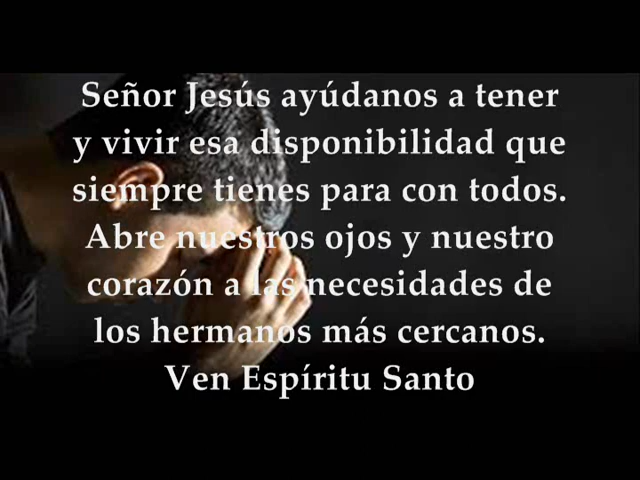 Señor Jesús ayúdanos a tener
y vivir esa disponibilidad que
siempre tienes para con todos.
Abre nuestros ojos y nuestro
corazón a las necesidades de
los hermanos más cercanos.
Ven Espíritu Santo